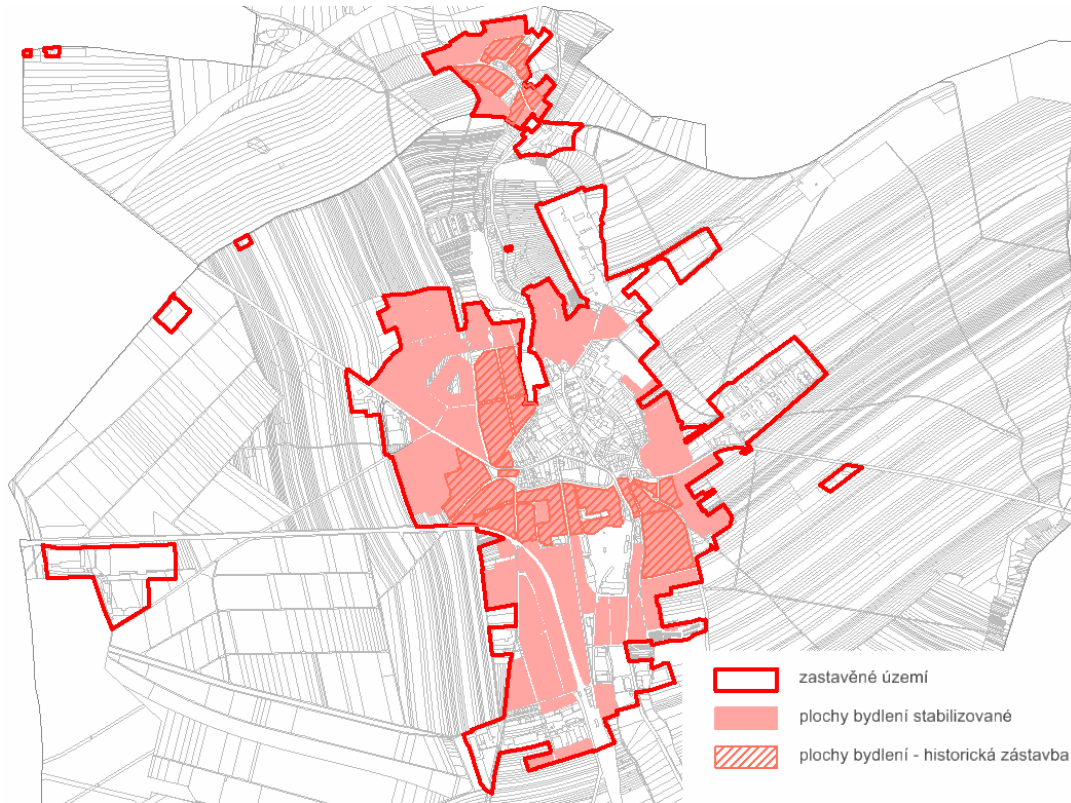 zastavěné území
plochy bydlení stabilizované
plochy bydlení - historická zástavba